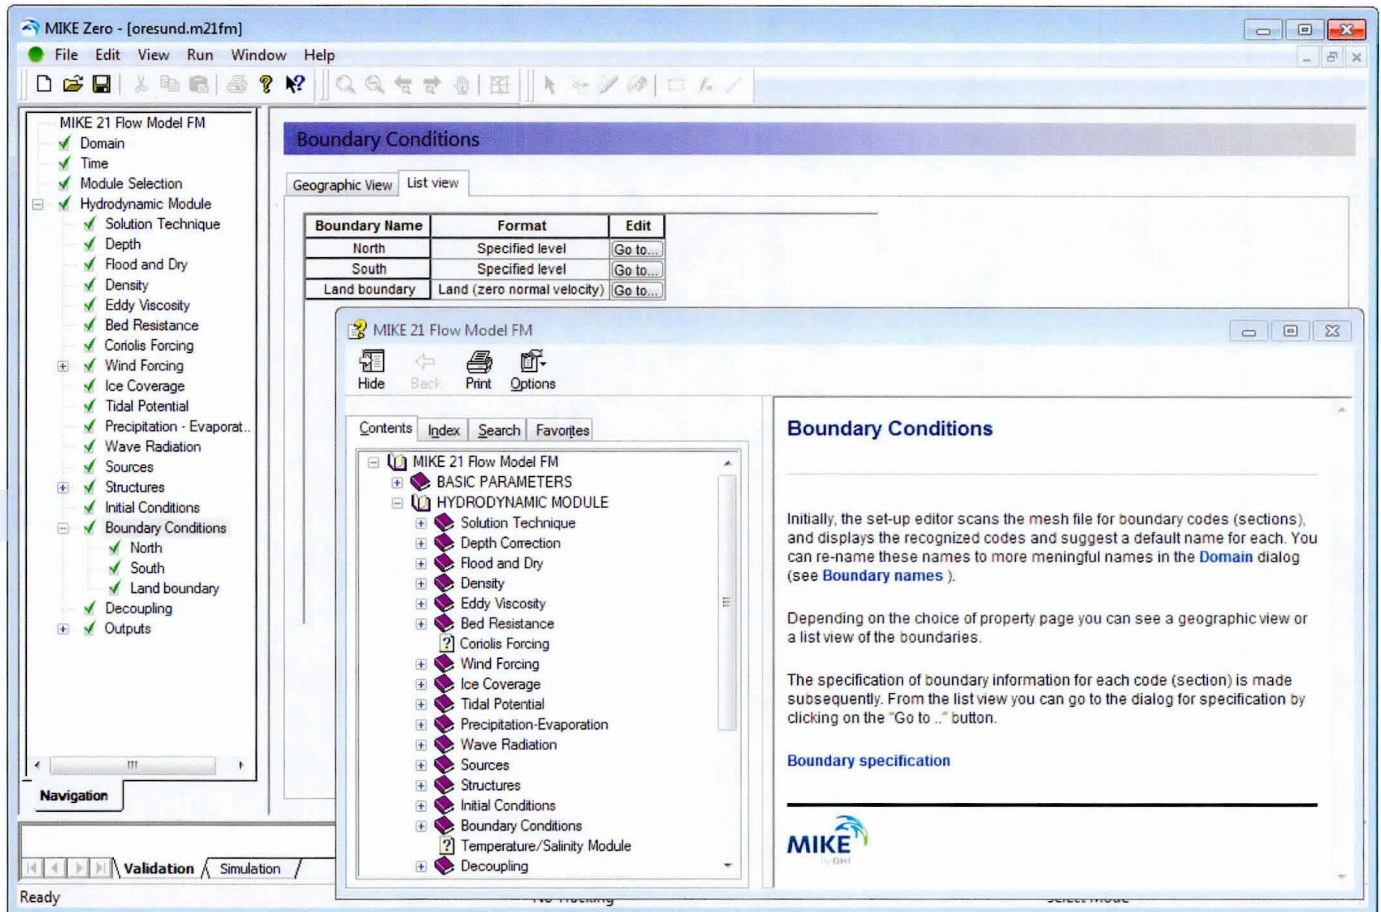 MIKE Zero - [oresund.m21fm]
File Edit View Run Window Help
MIKE 21 Flow Model FM
Domain
Time
Module Selection
Hydrodynamic Module
Solution Technique
Depth
Flood and Dry
Density
Eddy Viscosity
Bed Resistance
Coriolis Forcing
Wind Forcing
Ice Coverage
Tidal Potential
Precipitation - Evaporat..
Wave Radiation
Sources
Structures
Initial Conditions
Boundary Conditions
North
South
Land boundary
Decoupling
Outputs
Navigation
Boundary Conditions
Geographic View List view
Boundary Name Format Edit
North Specified level Go to...
South Specified level Go to...
Land boundary Land (zero normal velocity) Go to...
MIKE 21 Flow Model FM
Hide Back Print Options
Contents Index Search Favorites
MIKE 21 Flow Model FM
BASIC PARAMETERS
HYDRODYNAMIC MODULE
Solution Technique
Depth Correction
Flood and Dry
Density
Eddy Viscosity
Bed Resistance
Coriolis Forcing
Wind Forcing
Ice Coverage
Tidal Potential
Precipitation-Evaporation
Wave Radiation
Sources
Structures
Initial Conditions
Boundary Conditions
Temperature/Salinity Module
Decoupling
Boundary Conditions
Initially, the set-up editor scans the mesh file for boundary codes (sections),
and displays the recognized codes and suggest a default name for each. You
can re-name these names to more meaningful names in the Domain dialog
(see Boundary names ).
Depending on the choice of property page you can see a geographic view or
a list view of the boundaries.
The specification of boundary information for each code (section) is made
subsequently. From the list view you can go to the dialog for specification by
clicking on the "Go to .." button.
Boundary specification
MIKE
by DHI
Validation Simulation
Ready No Tracking Select Mode